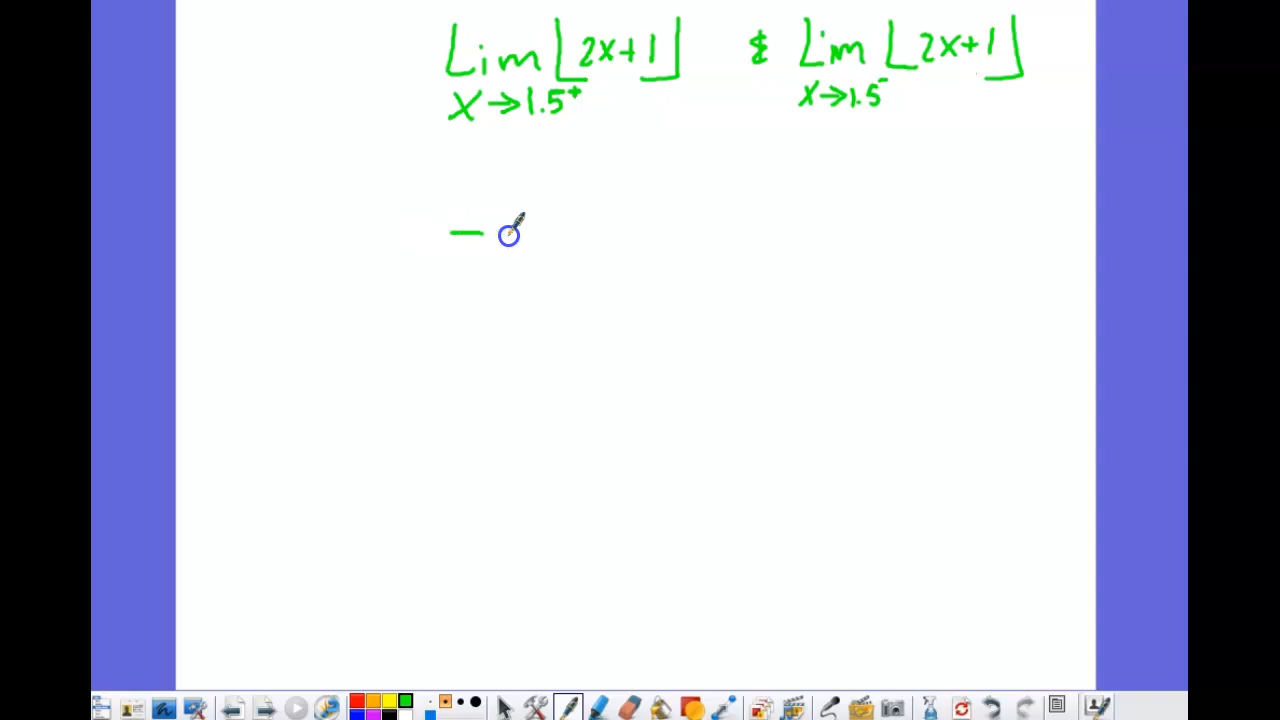 Lim ⌊2x+1⌋ & Lim ⌊2x+1⌋
x→1.5⁺ x→1.5⁻
—